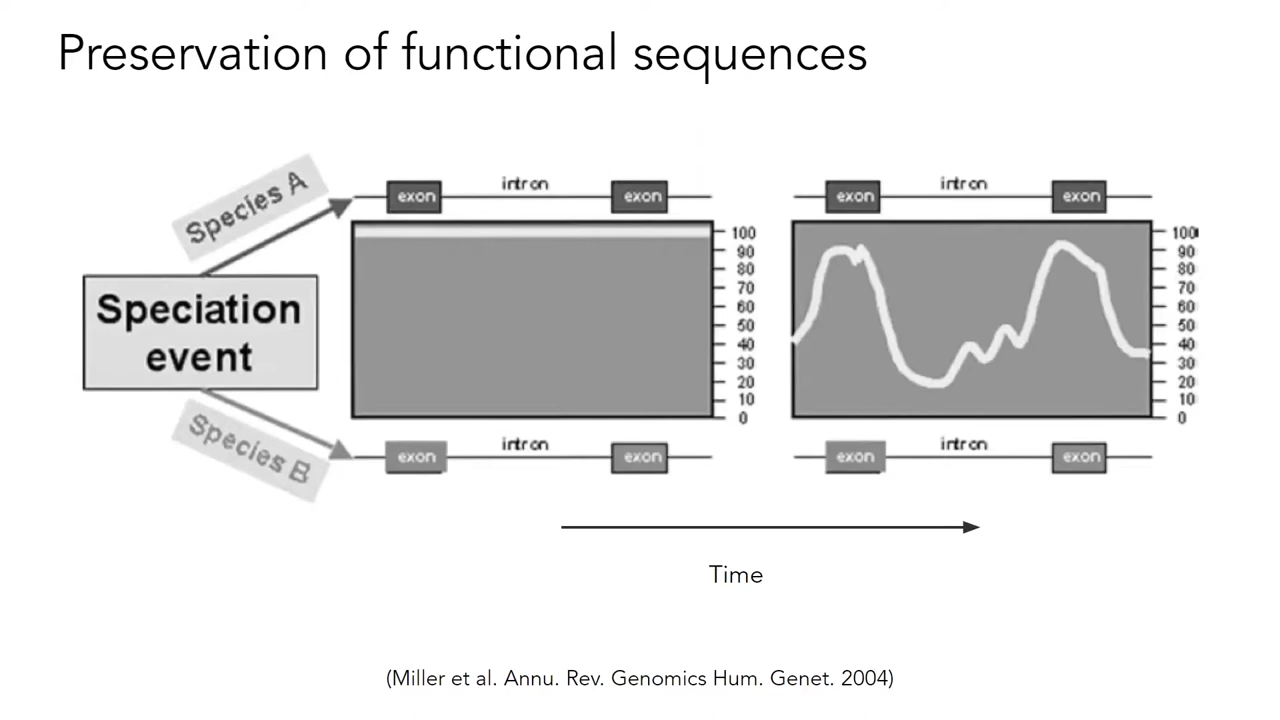 Preservation of functional sequences
Species A
Speciation
event
Species B
exon
intron
exon
100
90
80
70
60
50
40
30
20
10
0
exon
intron
exon
exon
intron
exon
100
90
80
70
60
50
40
30
20
10
0
exon
intron
exon
Time
(Miller et al. Annu. Rev. Genomics Hum. Genet. 2004)